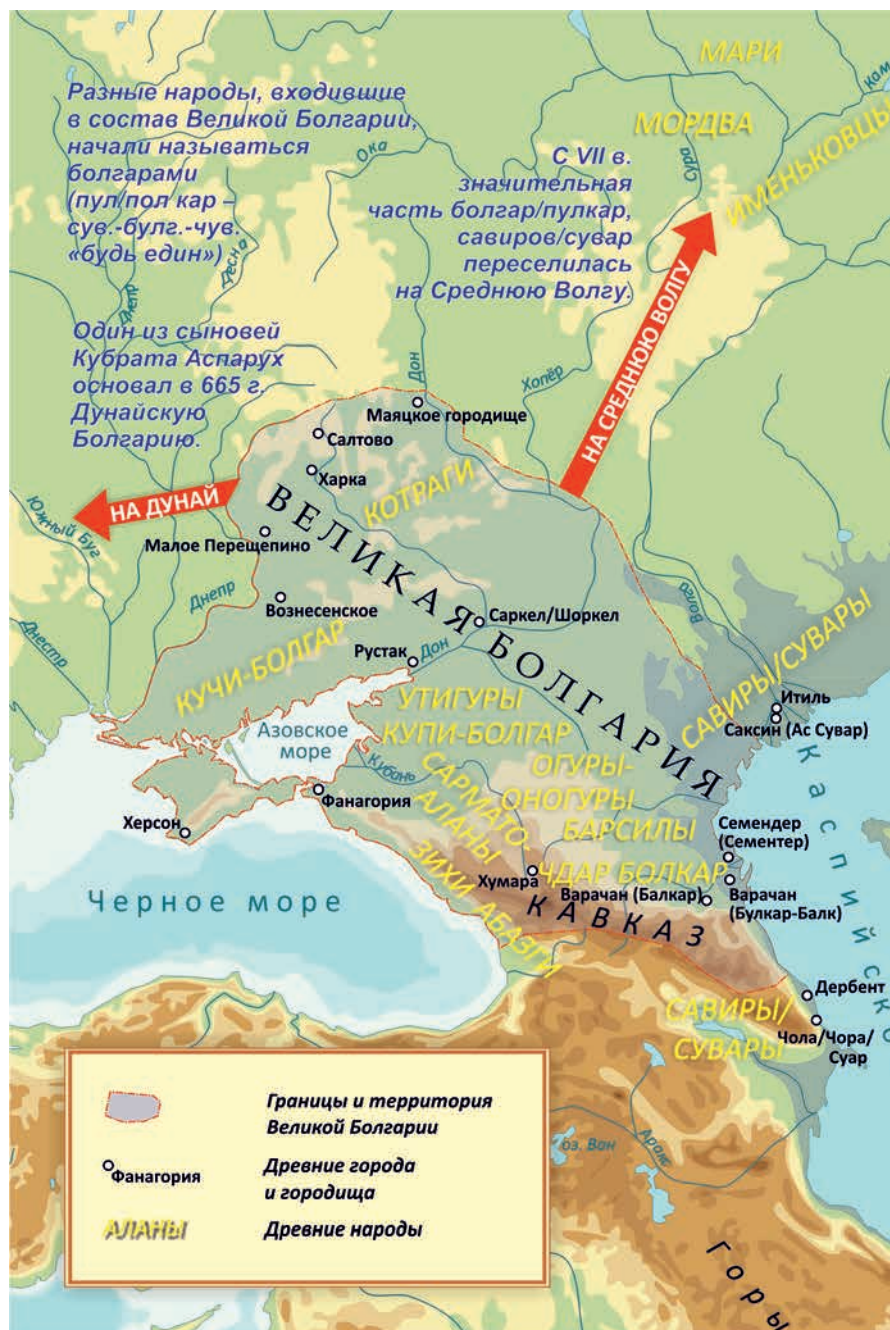 МАРИ
Кам
МОРДВА
ИМЕНЬКОВЦЫ
Сура
Ока
Разные народы, входившие
в состав Великой Болгарии,
начали называться
болгарами
(пул/пол кар –
сув.-булг.-чув.
«будь един»)
Десна
Днепр
С VII в.
значительная
часть болгар/пулкар,
савиров/сувар
переселилась
на Среднюю Волгу.
Один из сыновей
Кубрата Аспарух
основал в 665 г.
Дунайскую
Болгарию.
НА СРЕДНЮЮ ВОЛГУ
Дон
Хопёр
Маяцкое городище
Салтово
Харка
КОТРАГИ
НА ДУНАЙ
Южный Буг
Малое Перещепино
ВЕЛИКАЯ БОЛГАРИЯ
Днепр
Вознесенское
Саркел/Шоркел
Волга
Днестр
КУЧИ-БОЛГАР
Рустак
Дон
САВИРЫ/СУВАРЫ
Итиль
Саксин (Ас Сувар)
Азовское
море
УТИГУРЫ
КУПИ-БОЛГАР
Кубань
ОГУРЫ-
ОНОГУРЫ
САРМАТО-
АЛАНЫ
БАРСИЛЫ
Фанагория
Херсон
ЗИХИ
АБАЗГИ
Семендер
(Сементер)
ЧДАР БОЛКАР
Хумара
Варачан (Балкар)
Варачан
(Булкар-Балк)
Каспийско
Черное море
КАВКАЗ
Дербент
САВИРЫ/
СУВАРЫ
Чола/Чора/
Суар
оз. Ван
Аракс
Горы
Границы и территория
Великой Болгарии
Фанагория
Древние города
и городища
АЛАНЫ
Древние народы